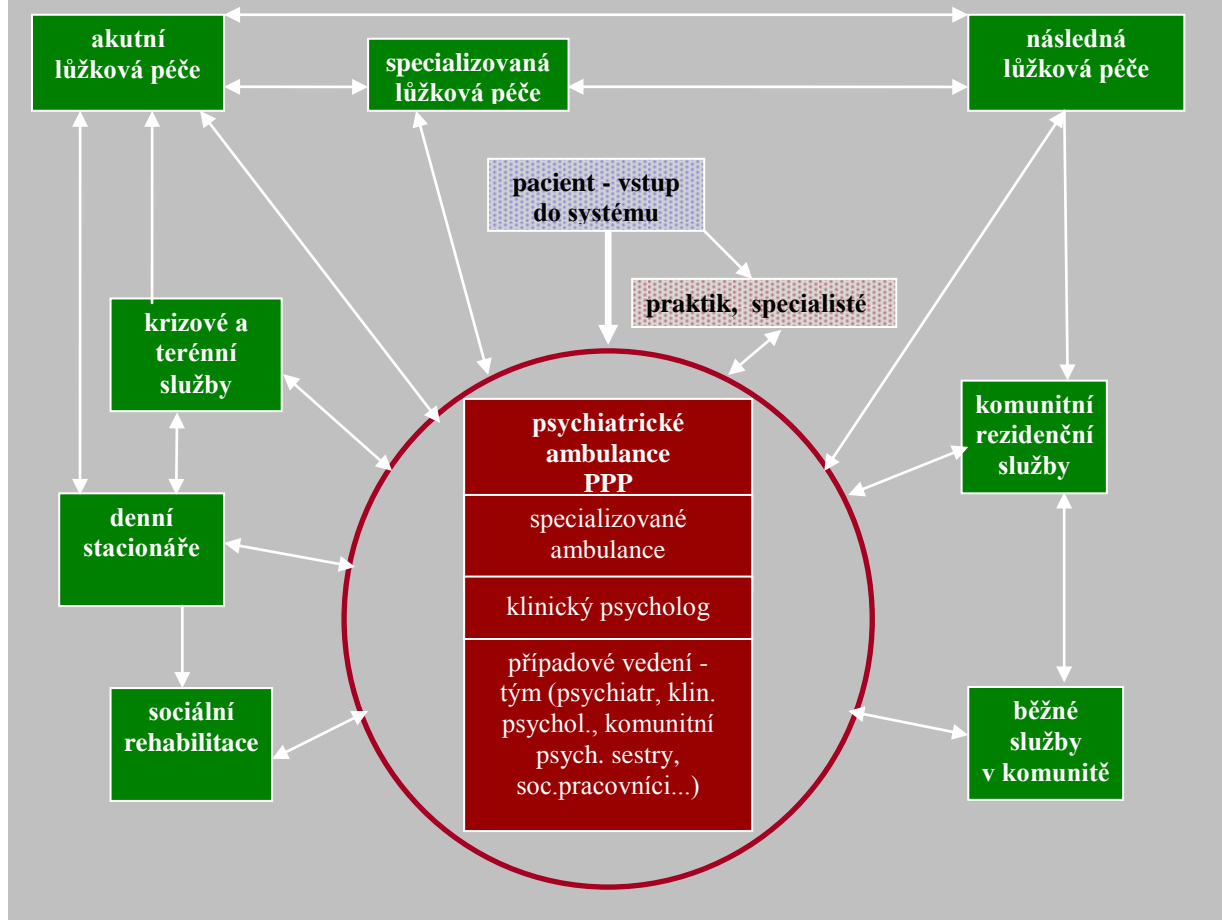 akutní
lůžková péče
specializovaná
lůžková péče
následná
lůžková péče
pacient - vstup
do systému
praktik, specialisté
krizové a
terénní
služby
psychiatrické
ambulance
PPP
specializované
ambulance
klinický psycholog
případové vedení -
tým (psychiatr, klin.
psychol., komunitní
psych. sestry,
soc.pracovníci...)
komunitní
rezidenční
služby
denní
stacionáře
sociální
rehabilitace
běžné
služby
v komunitě